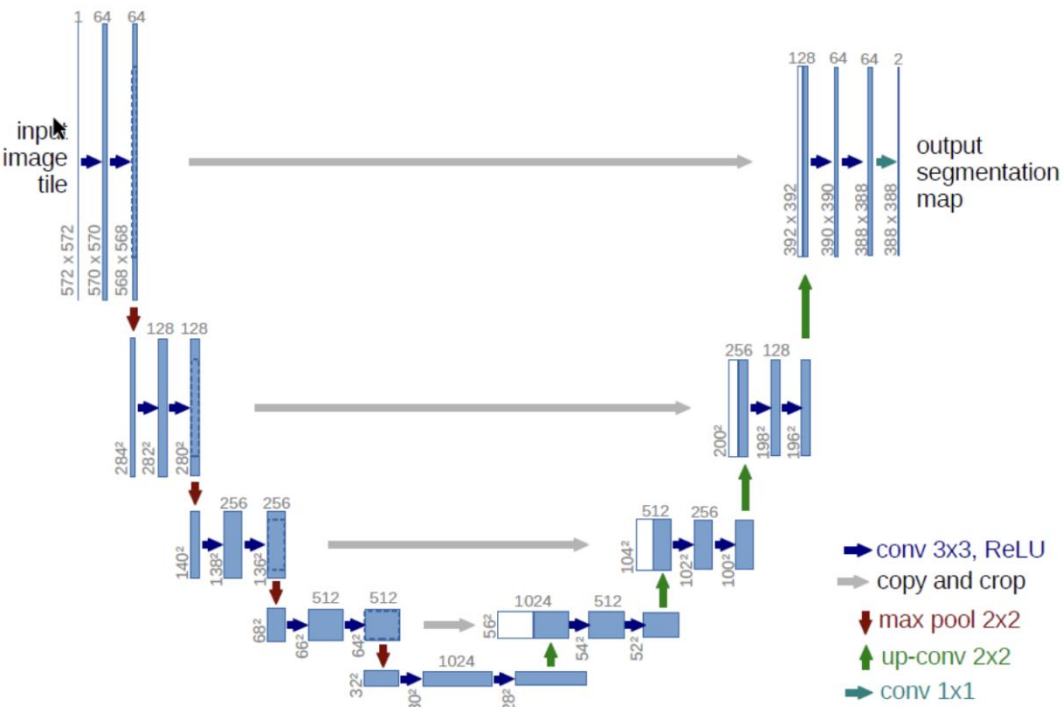 1 64 64
input
image
tile
572 x 572
570 x 570
568 x 568
128 64 64 2
output
segmentation
map
392 x 392
390 x 390
388 x 388
388 x 388
128 128
284²
282²
280²
256 128
200²
198²
196²
256 256
140²
138²
136²
512 256
104²
102²
100²
512 512
68²
66²
64²
1024 512
56²
54²
52²
1024
32²
30²
28²
conv 3x3, ReLU
copy and crop
max pool 2x2
up-conv 2x2
conv 1x1